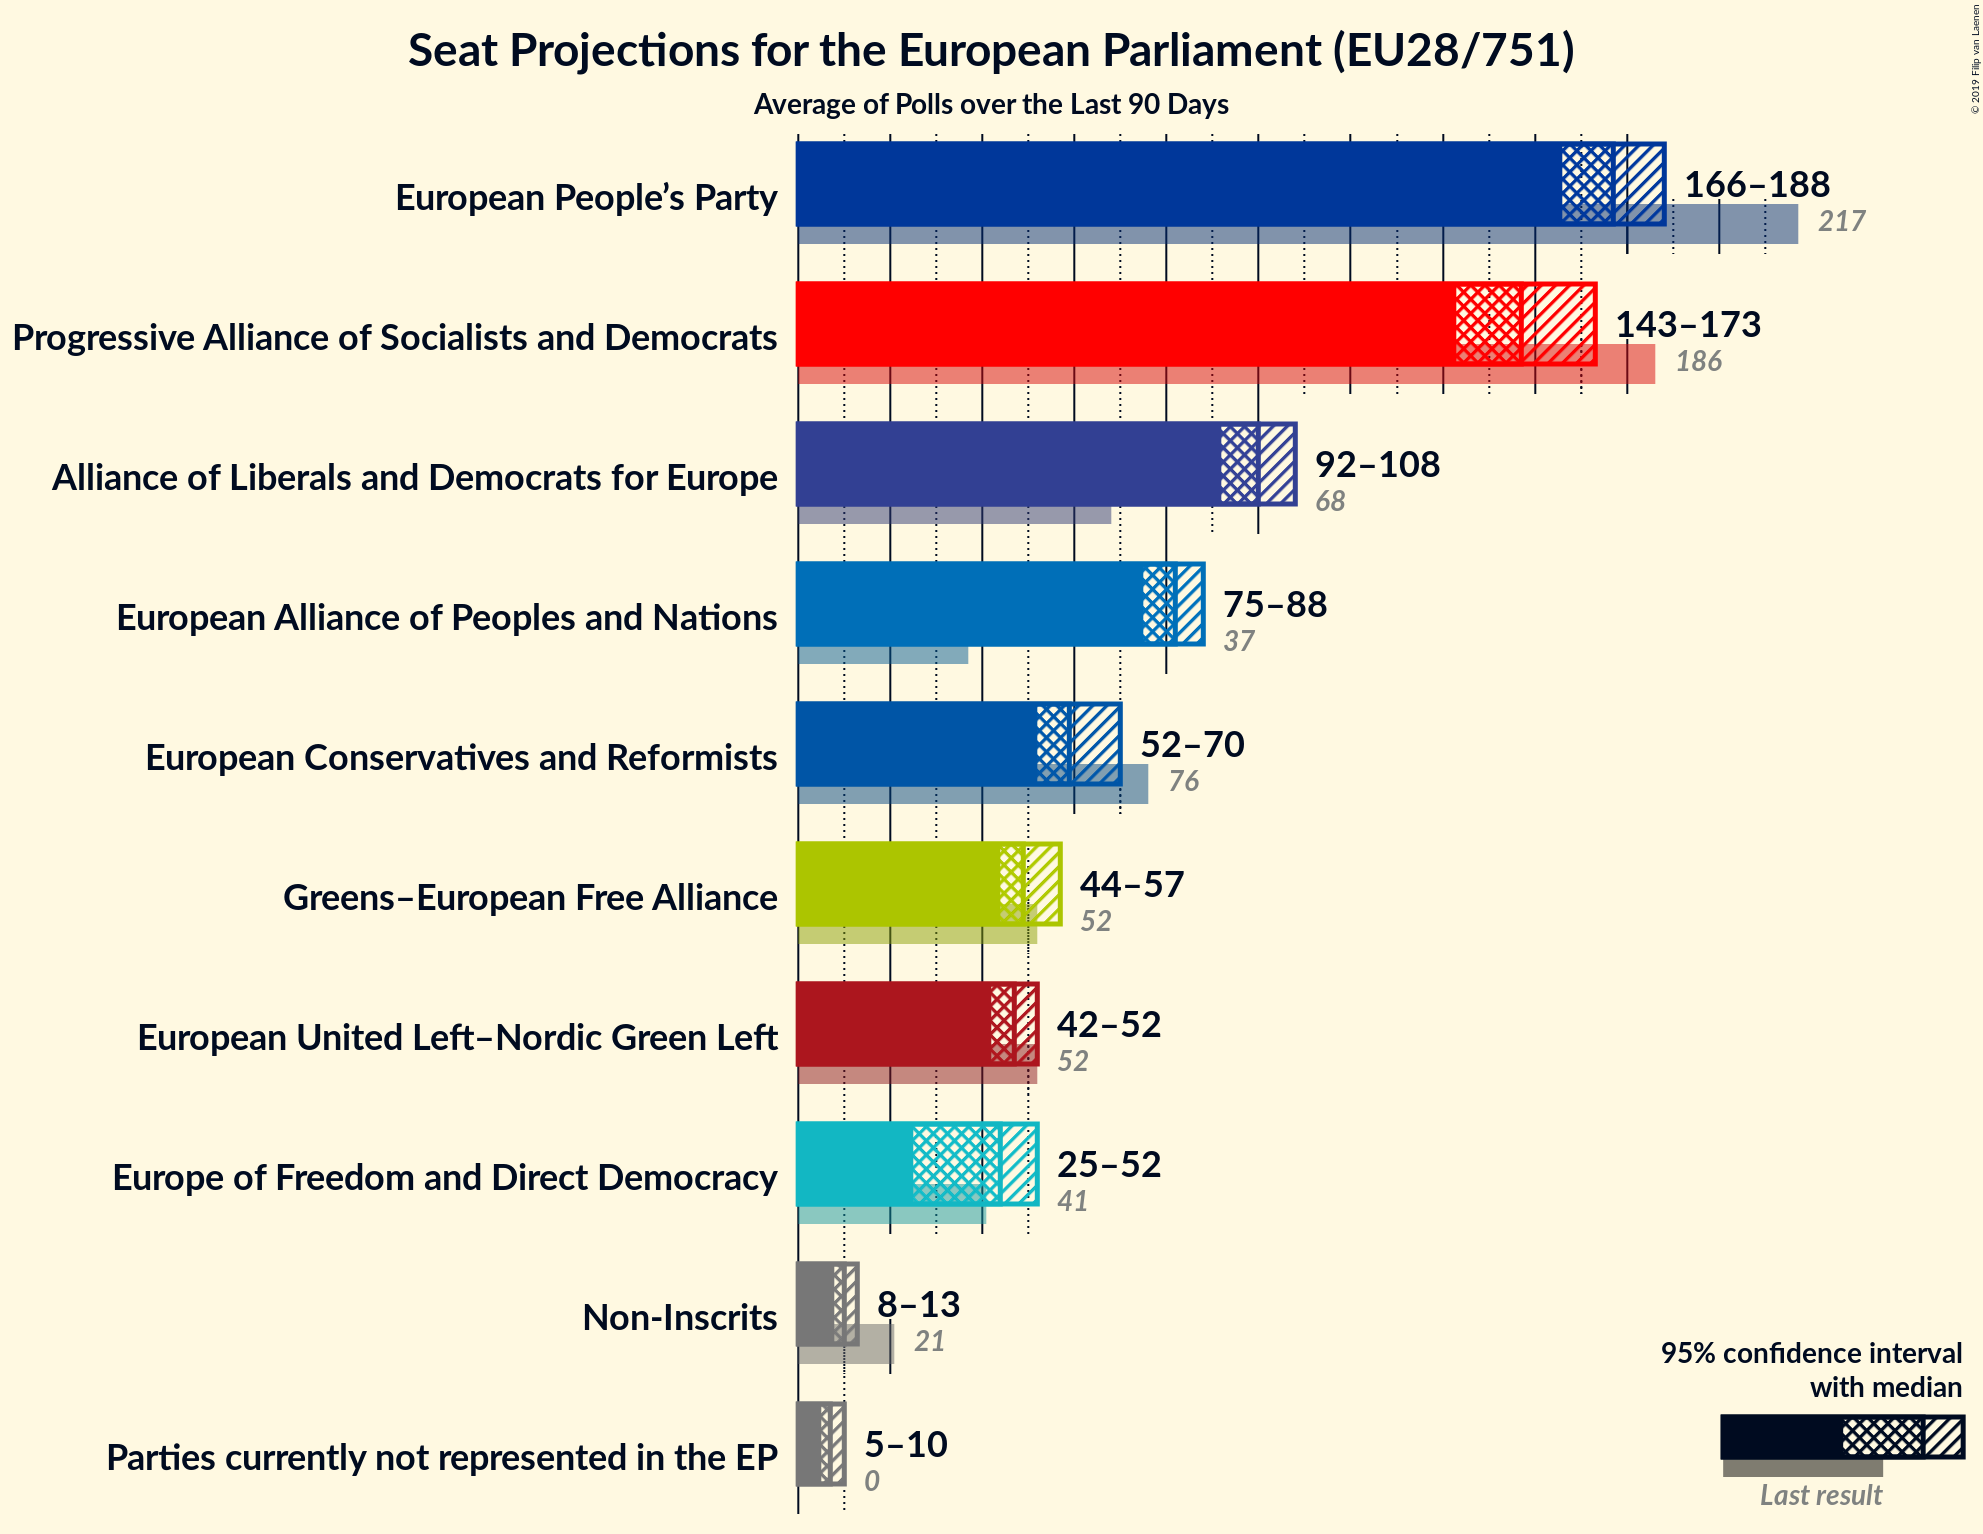 Seat Projections for the European Parliament (EU28/751)
Average of Polls over the Last 90 Days
© 2019 Filip van Laenen
European People’s Party
166–188
217
Progressive Alliance of Socialists and Democrats
143–173
186
Alliance of Liberals and Democrats for Europe
92–108
68
European Alliance of Peoples and Nations
75–88
37
European Conservatives and Reformists
52–70
76
Greens–European Free Alliance
44–57
52
European United Left–Nordic Green Left
42–52
52
Europe of Freedom and Direct Democracy
25–52
41
Non-Inscrits
8–13
21
Parties currently not represented in the EP
5–10
0
95% confidence interval
with median
Last result